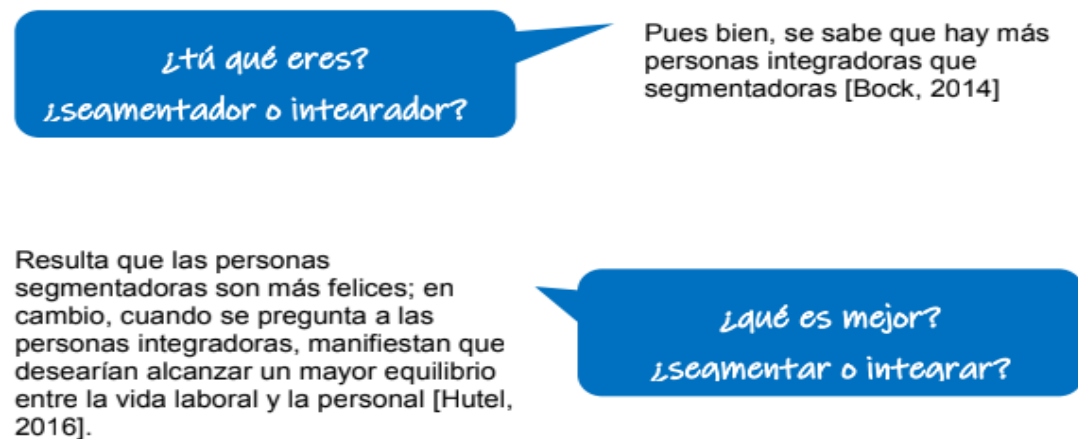 ¿tú qué eres?
¿segmentador o integrador?
Pues bien, se sabe que hay más
personas integradoras que
segmentadoras [Bock, 2014]
Resulta que las personas
segmentadoras son más felices; en
cambio, cuando se pregunta a las
personas integradoras, manifiestan que
desearían alcanzar un mayor equilibrio
entre la vida laboral y la personal [Hutel,
2016].
¿qué es mejor?
¿segmentar o integrar?